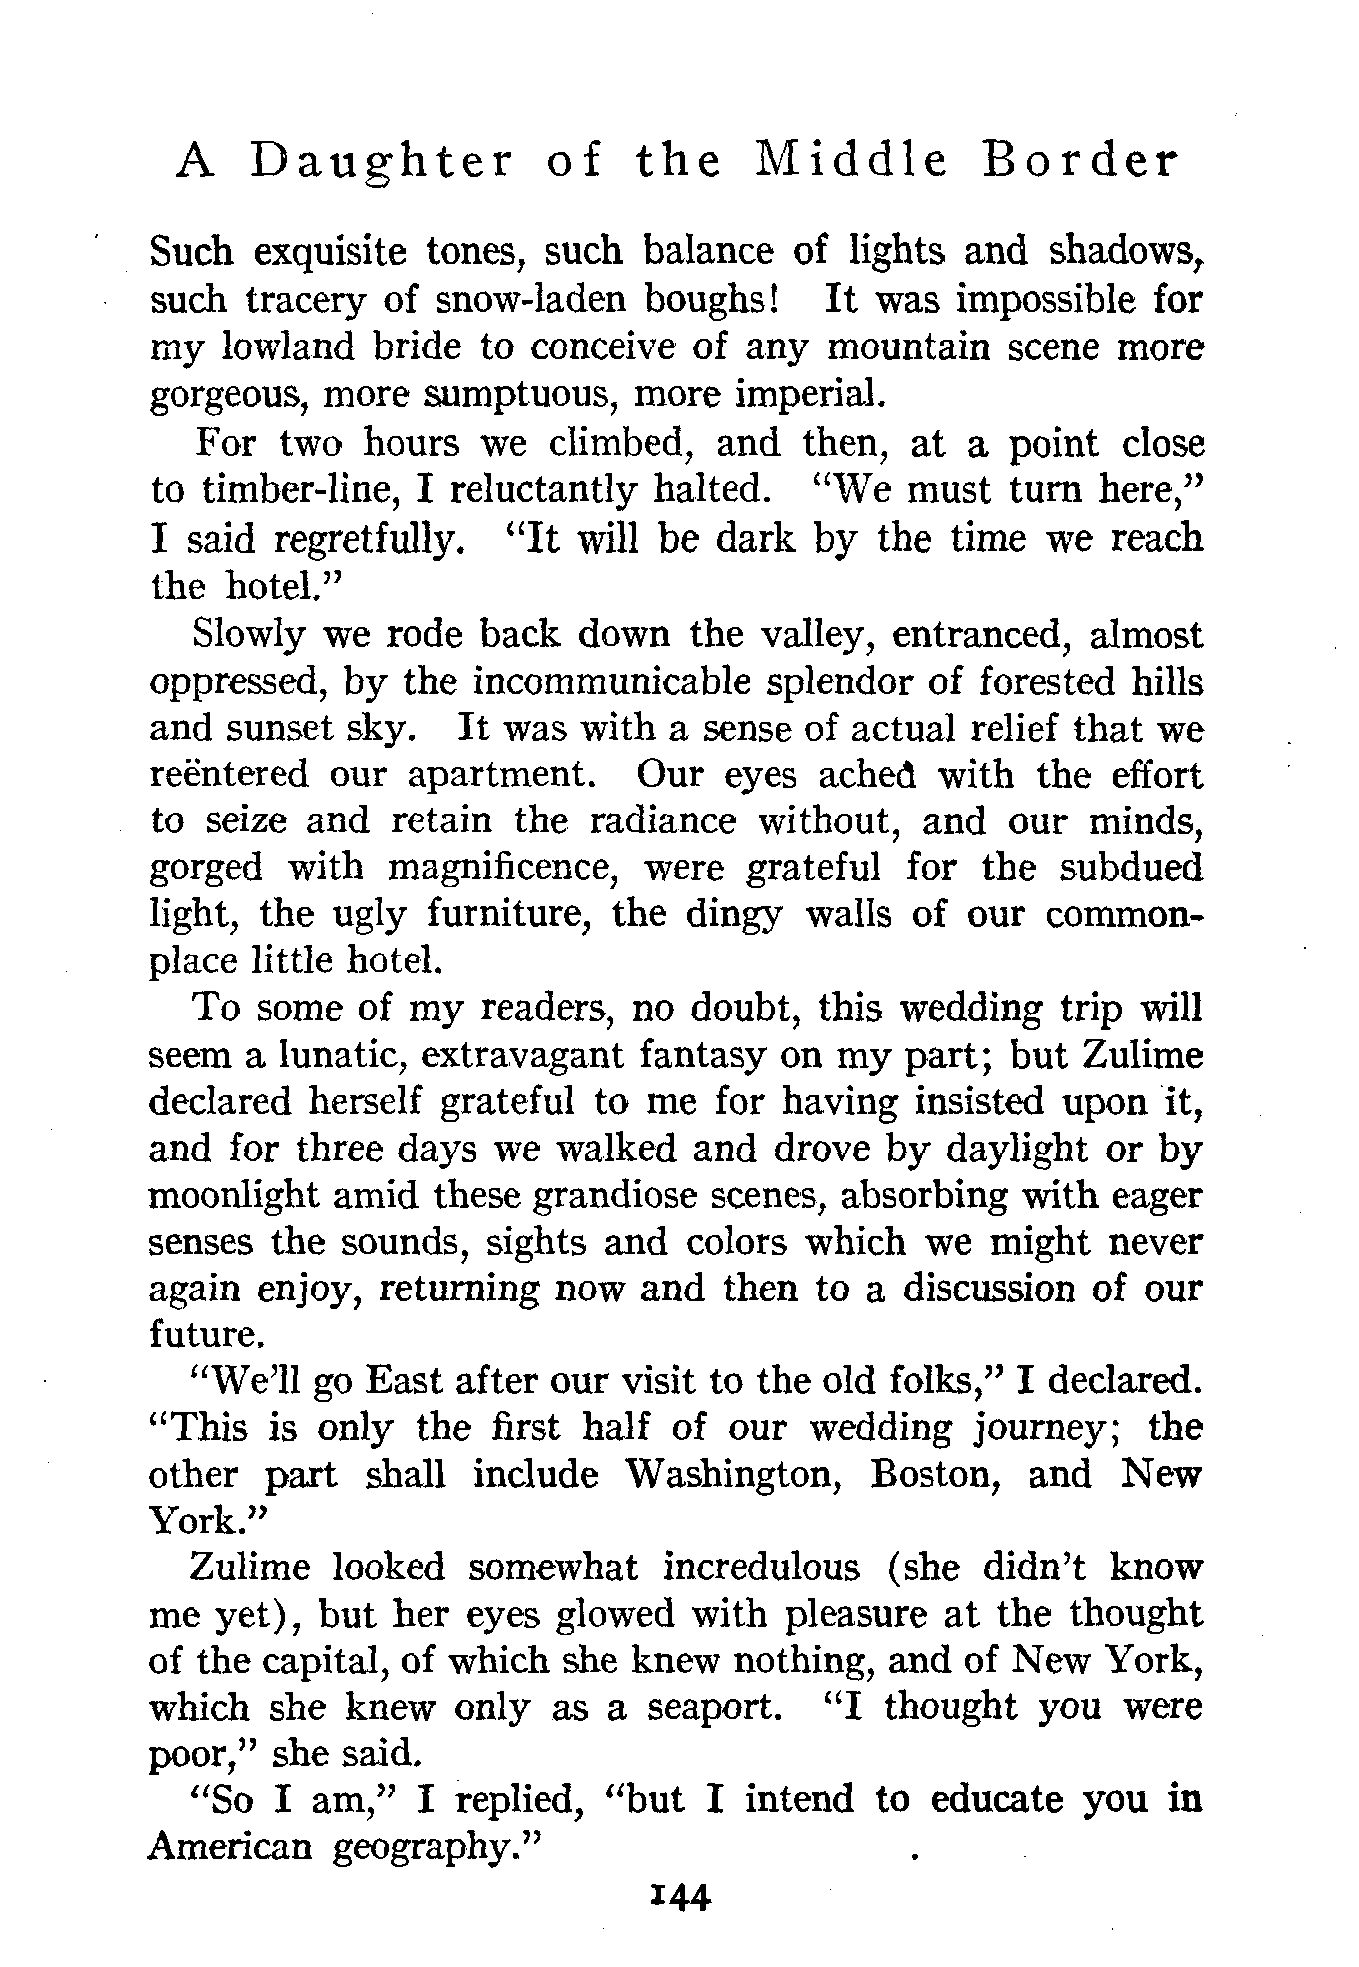 A Daughter of the Middle Border
Such exquisite tones, such balance of lights and shadows,
such tracery of snow-laden boughs! It was impossible for
my lowland bride to conceive of any mountain scene more
gorgeous, more sumptuous, more imperial.
For two hours we climbed, and then, at a point close
to timber-line, I reluctantly halted. “We must turn here,”
I said regretfully. “It will be dark by the time we reach
the hotel.”
Slowly we rode back down the valley, entranced, almost
oppressed, by the incommunicable splendor of forested hills
and sunset sky. It was with a sense of actual relief that we
reëntered our apartment. Our eyes ached with the effort
to seize and retain the radiance without, and our minds,
gorged with magnificence, were grateful for the subdued
light, the ugly furniture, the dingy walls of our common-
place little hotel.
To some of my readers, no doubt, this wedding trip will
seem a lunatic, extravagant fantasy on my part; but Zulime
declared herself grateful to me for having insisted upon it,
and for three days we walked and drove by daylight or by
moonlight amid these grandiose scenes, absorbing with eager
senses the sounds, sights and colors which we might never
again enjoy, returning now and then to a discussion of our
future.
“We’ll go East after our visit to the old folks,” I declared.
“This is only the first half of our wedding journey; the
other part shall include Washington, Boston, and New
York.”
Zulime looked somewhat incredulous (she didn’t know
me yet), but her eyes glowed with pleasure at the thought
of the capital, of which she knew nothing, and of New York,
which she knew only as a seaport. “I thought you were
poor,” she said.
“So I am,” I replied, “but I intend to educate you in
American geography.”
144